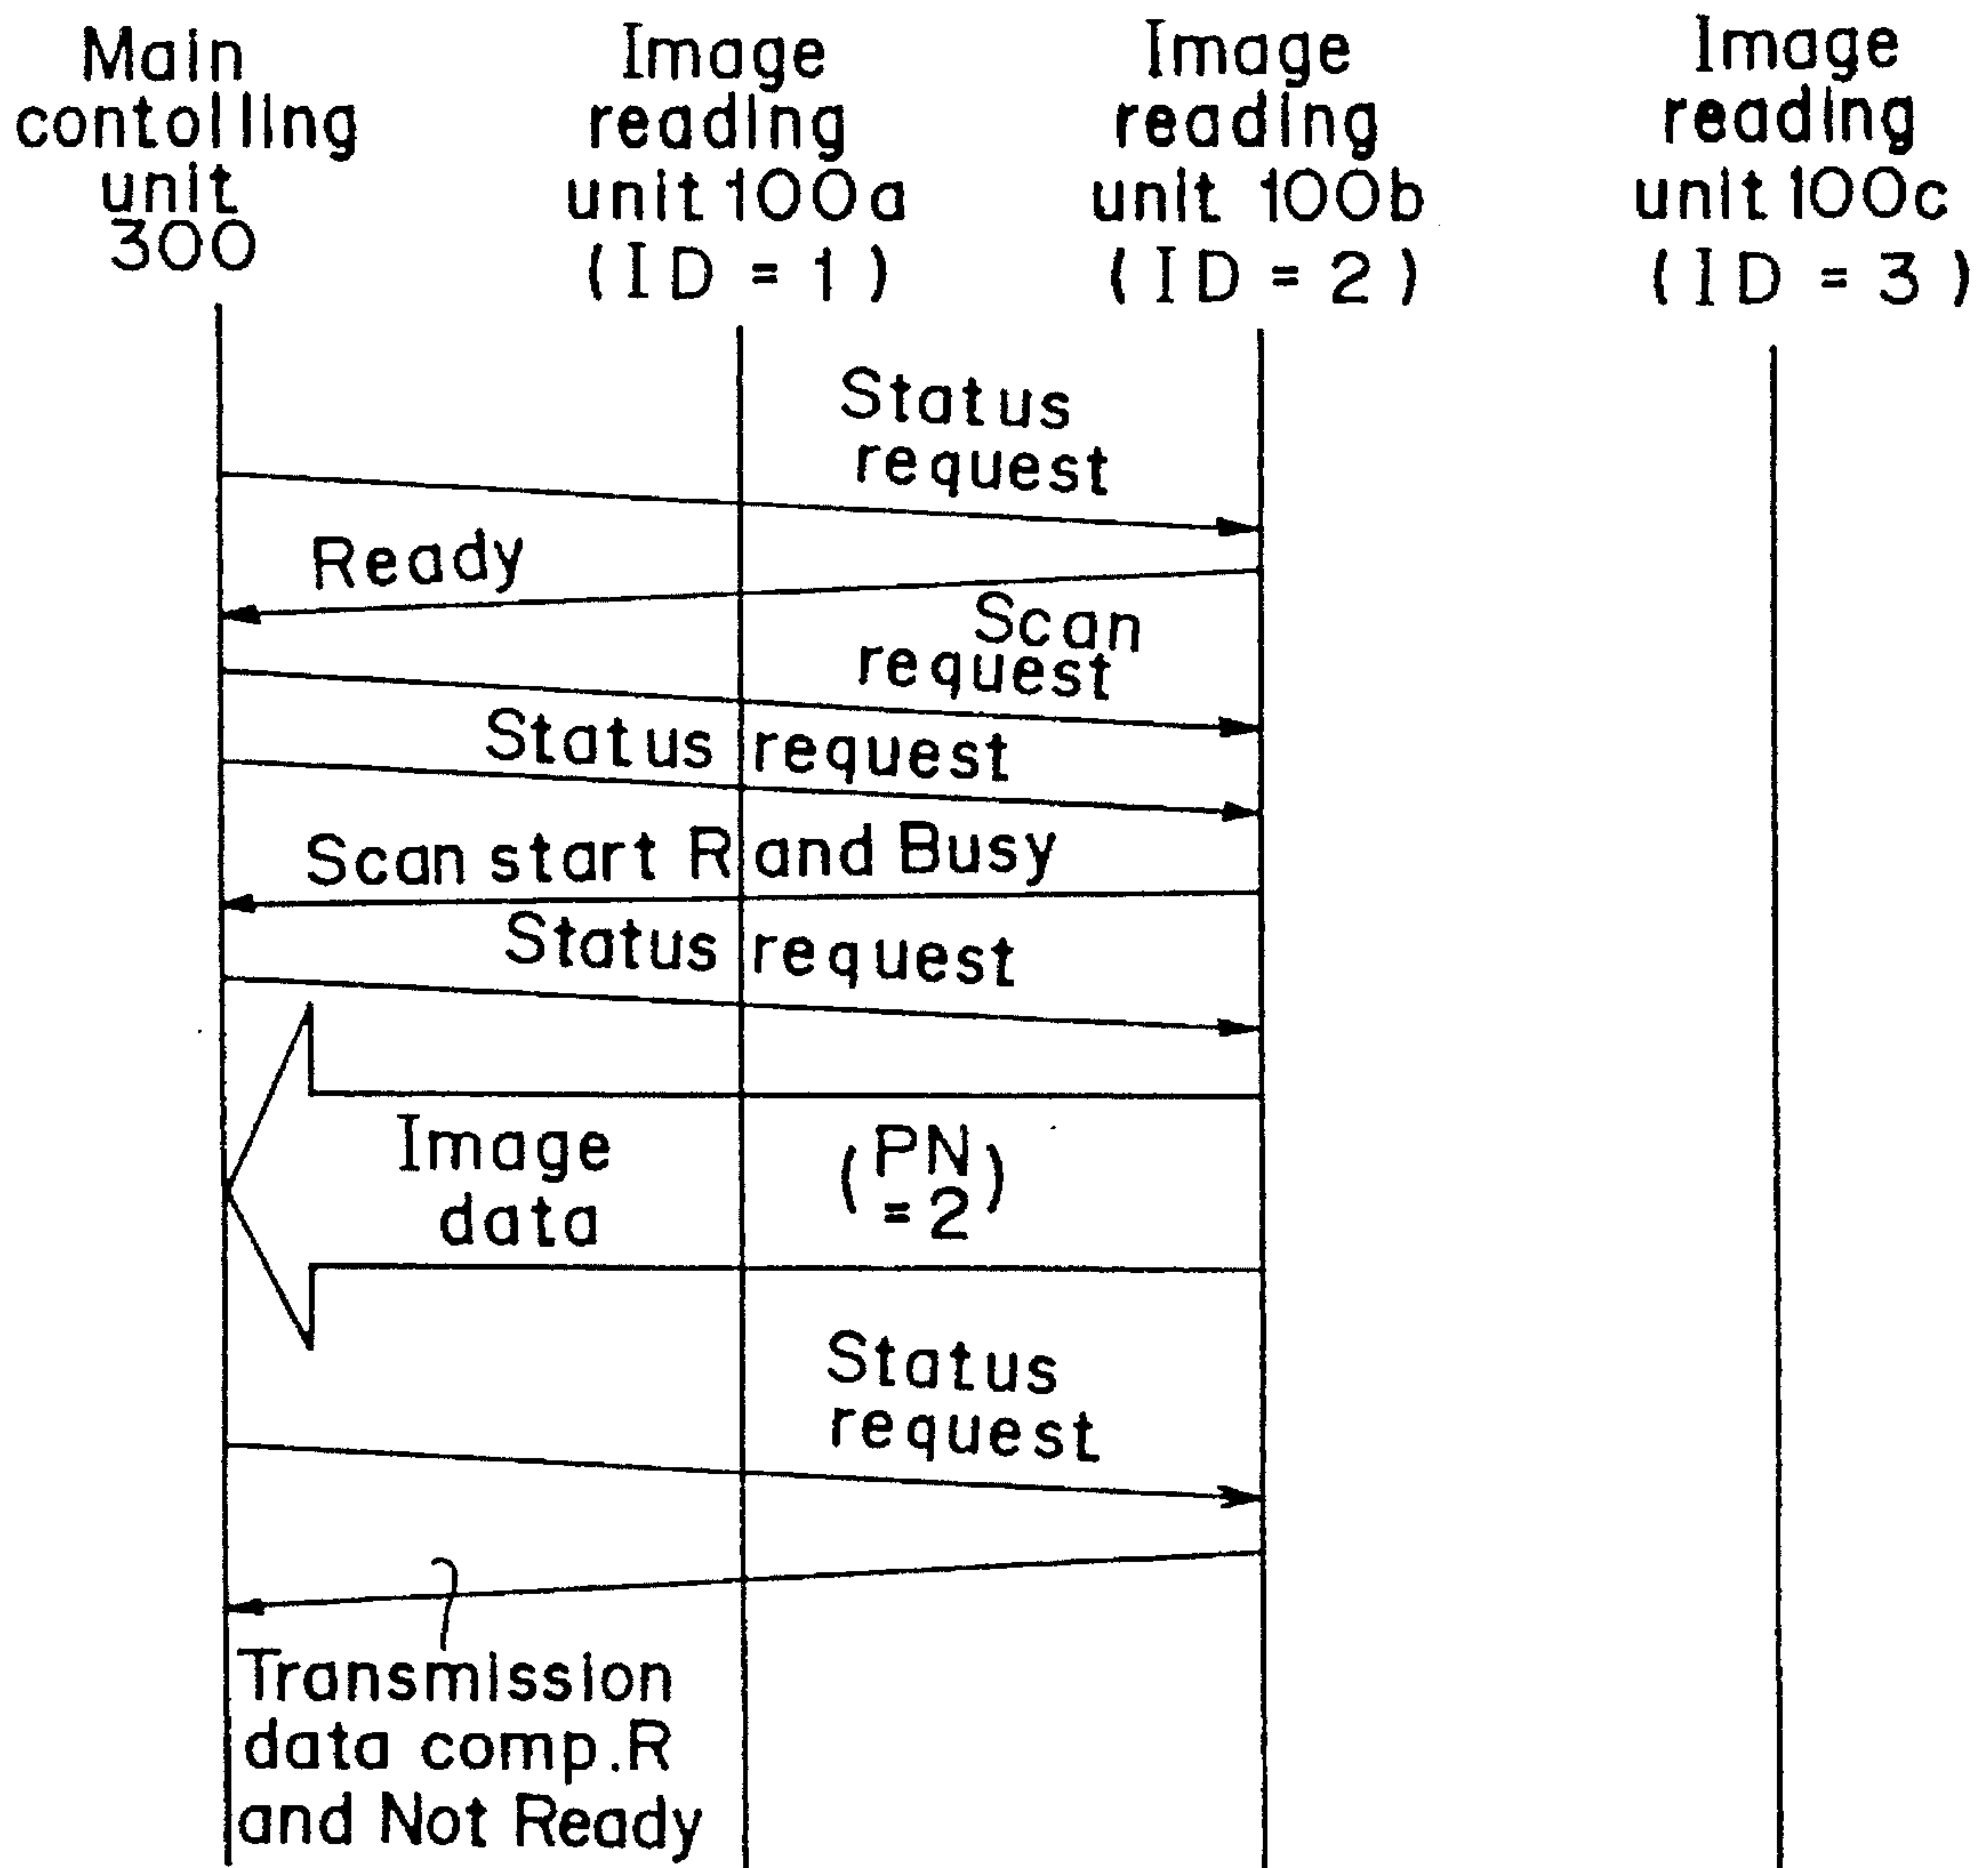 Main
contolling
unit
300
Image
reading
unit 100a
(ID = 1)
Image
reading
unit 100b
(ID = 2)
Image
reading
unit 100c
(ID = 3)
Status
request
Ready
Scan
request
Status request
Scan start R and Busy
Status request
Image
data
(PN
=2)
Status
request
Transmission
data comp.R
and Not Ready